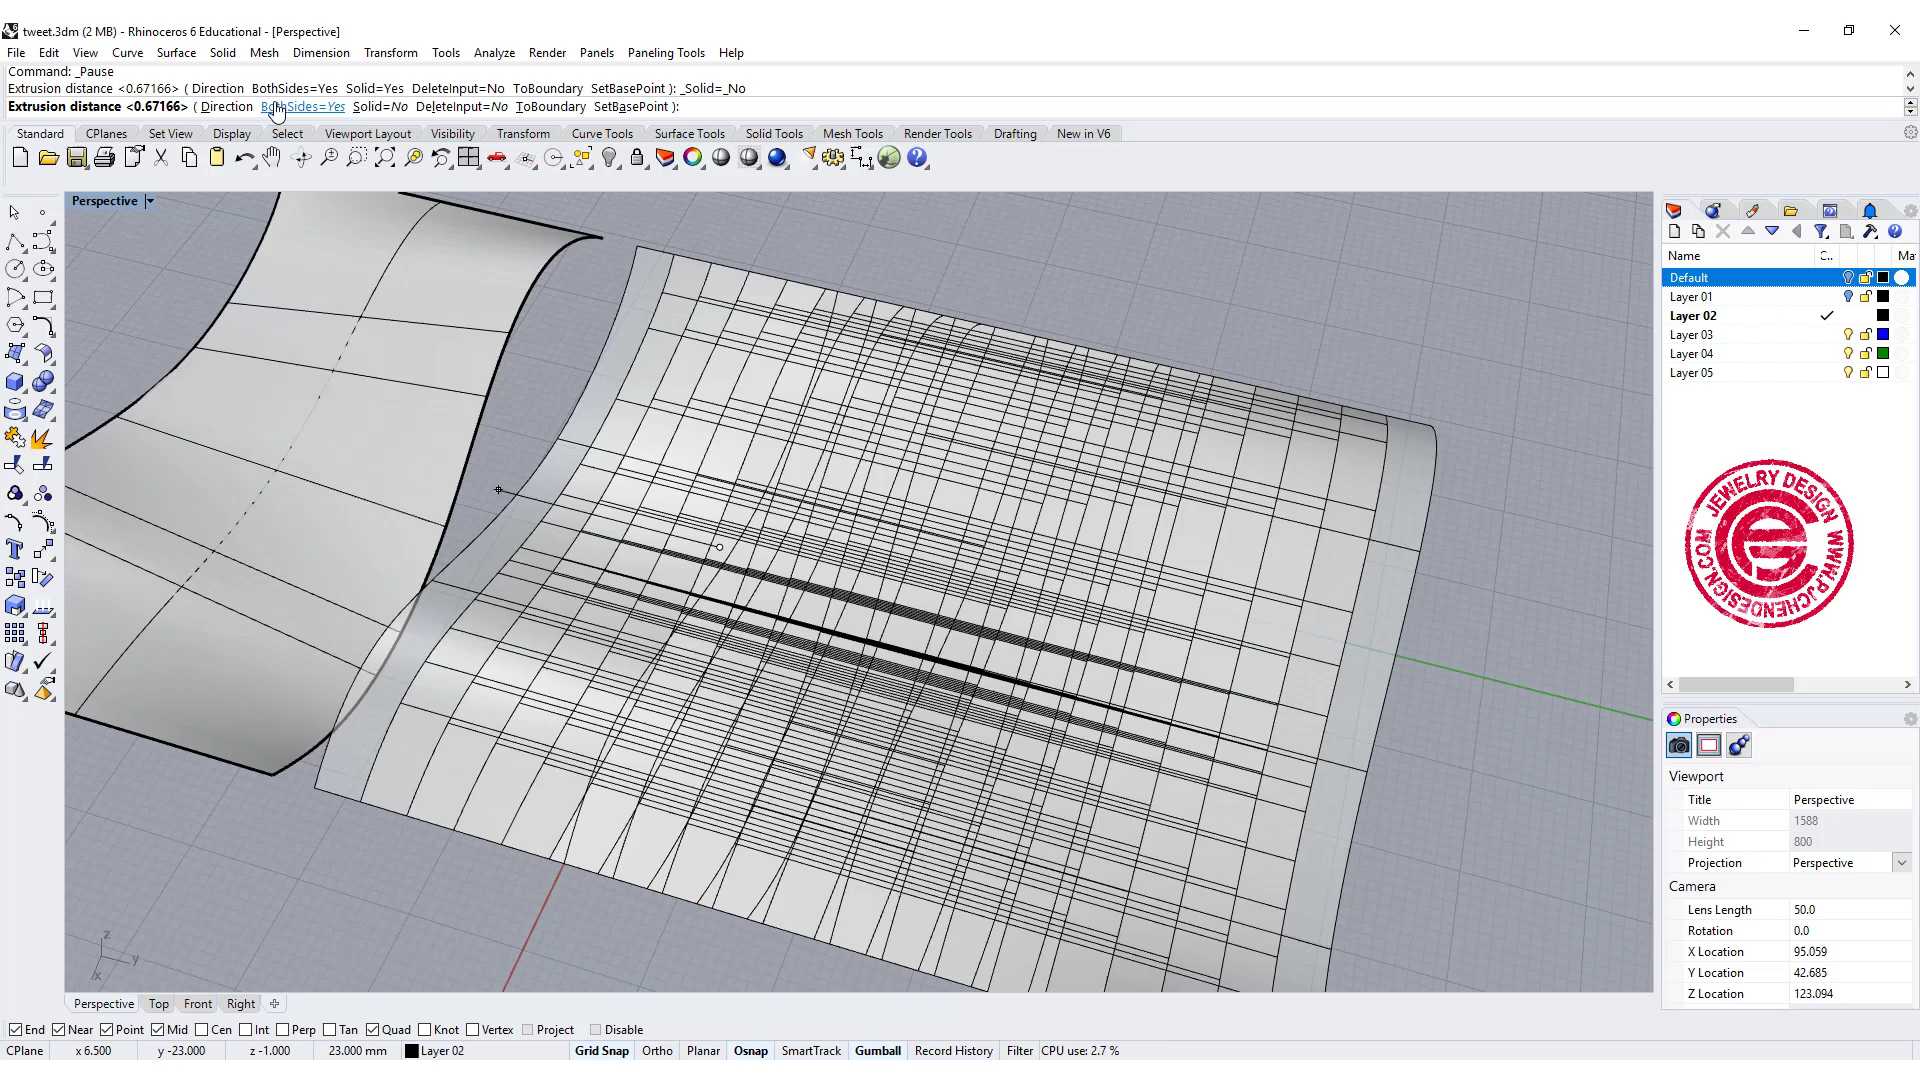 tweet.3dm (2 MB) - Rhinoceros 6 Educational - [Perspective]
File Edit View Curve Surface Solid Mesh Dimension Transform Tools Analyze Render Panels Paneling Tools Help
Command: _Pause
Extrusion distance <0.67166> ( Direction BothSides=Yes Solid=Yes DeleteInput=No ToBoundary SetBasePoint ): _Solid=_No
Extrusion distance <0.67166> ( Direction BothSides=Yes Solid=No DeleteInput=No ToBoundary SetBasePoint ):
Standard CPlanes Set View Display Select Viewport Layout Visibility Transform Curve Tools Surface Tools Solid Tools Mesh Tools Render Tools Drafting New in V6
Perspective
Name C.. Ma
Default
Layer 01
Layer 02
Layer 03
Layer 04
Layer 05
JEWELRY DESIGN
WWW.PJCHENDESIGN.COM
Properties
Viewport
Title Perspective
Width 1588
Height 800
Projection Perspective
Camera
Lens Length 50.0
Rotation 0.0
X Location 95.059
Y Location 42.685
Z Location 123.094
z
y
x
Perspective Top Front Right
End Near Point Mid Cen Int Perp Tan Quad Knot Vertex Project Disable
CPlane x 6.500 y -23.000 z -1.000 23.000 mm Layer 02 Grid Snap Ortho Planar Osnap SmartTrack Gumball Record History Filter CPU use: 2.7 %